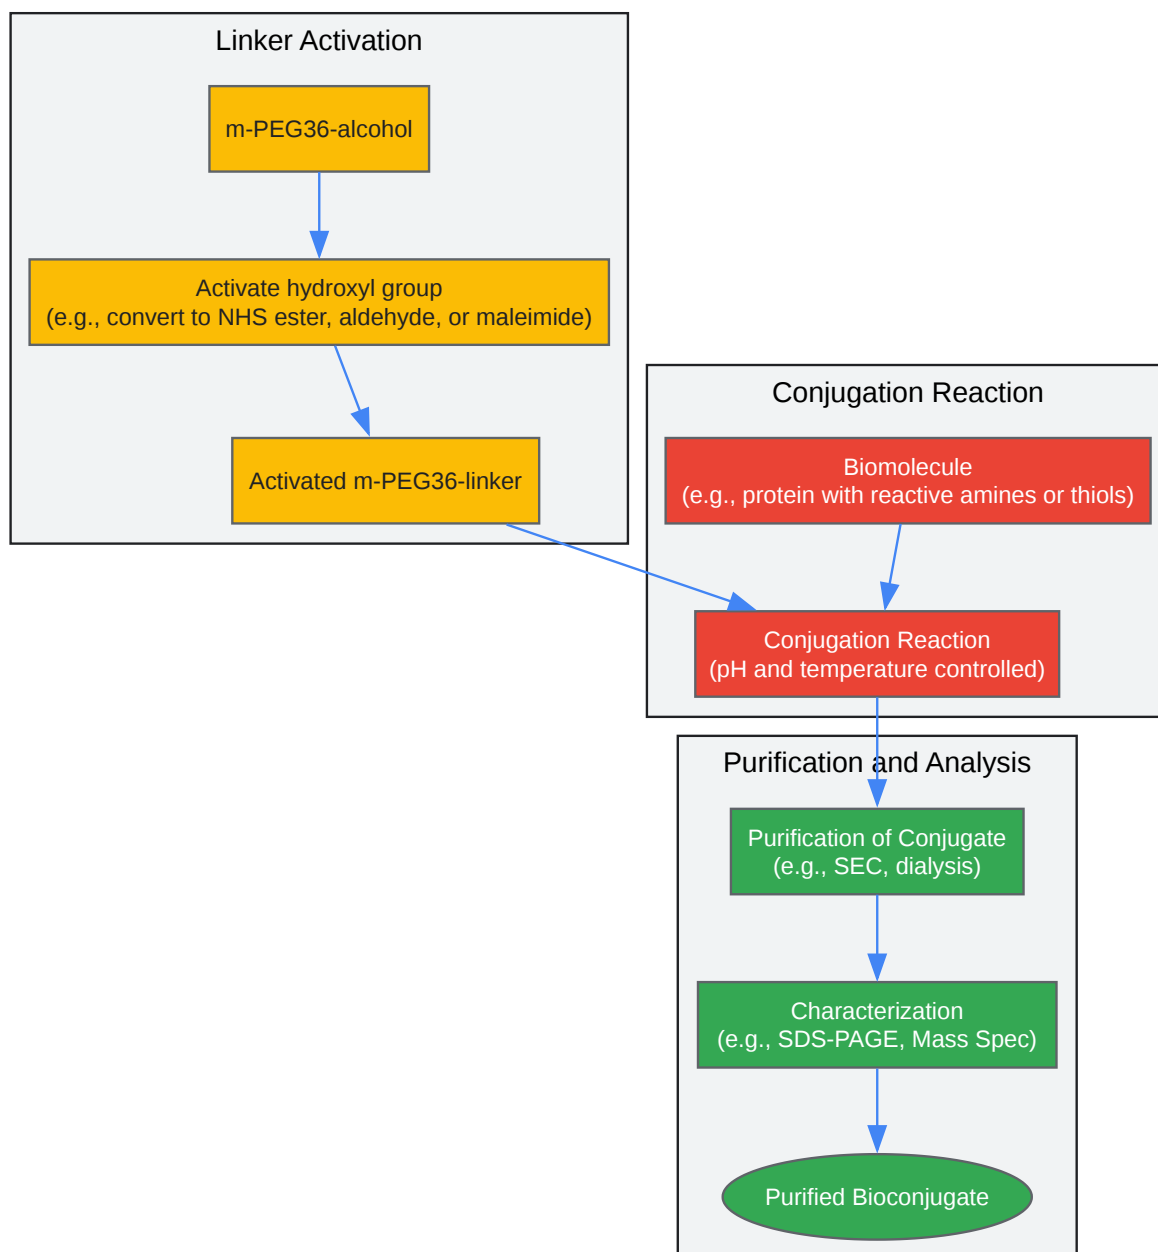 Linker Activation
m-PEG36-alcohol
Activate hydroxyl group
(e.g., convert to NHS ester, aldehyde, or maleimide)
Activated m-PEG36-linker
Conjugation Reaction
Biomolecule
(e.g., protein with reactive amines or thiols)
Conjugation Reaction
(pH and temperature controlled)
Purification and Analysis
Purification of Conjugate
(e.g., SEC, dialysis)
Characterization
(e.g., SDS-PAGE, Mass Spec)
Purified Bioconjugate